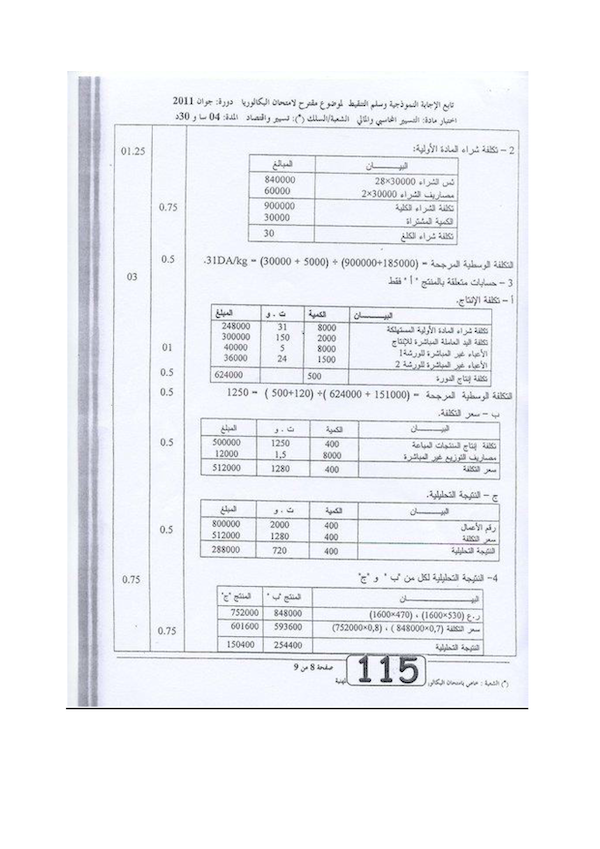 تابع الإجابة النموذجية وسلم التنقيط لموضوع مقترح لامتحان البكالوريا دورة: جوان 2011
اختبار مادة: التسيير المحاسبي والمالي الشعبة/السلك (*): تسيير واقتصاد المدة: 04 سا و 30د
2 – تكلفة شراء المادة الأولية: 01.25
البيـــــان المبالغ
ثمن الشراء 30000×28 840000
مصاريف الشراء 30000×2 60000
تكلفة الشراء الكلية 900000 0.75
الكمية المشتراة 30000
تكلفة شراء الكلغ 30
التكلفة الوسطية المرجحة = (185000+900000) ÷ (5000 + 30000) = 31DA/kg. 0.5
3 – حسابات متعلقة بالمنتج "أ" فقط 03
أ – تكلفة الإنتاج.
البيـــــان الكمية ت . و المبلغ
تكلفة شراء المادة الأولية المستهلكة 8000 31 248000
تكلفة اليد العاملة المباشرة للإنتاج 2000 150 300000
الأعباء غير المباشرة للورشة1 8000 5 40000 01
الأعباء غير المباشرة للورشة 2 1500 24 36000
تكلفة إنتاج الدورة 500 624000 0.5
التكلفة الوسطية المرجحة = (151000 + 624000) ÷ (120+500) = 1250 0.5
ب – سعر التكلفة.
البيـــــان الكمية ت . و المبلغ
تكلفة إنتاج المنتجات المباعة 400 1250 500000 0.5
مصاريف التوزيع غير المباشرة 8000 1,5 12000
سعر التكلفة 400 1280 512000
ج – النتيجة التحليلية.
البيـــــان الكمية ت . و المبلغ
رقم الأعمال 400 2000 800000
سعر التكلفة 400 1280 512000 0.5
النتيجة التحليلية 400 720 288000
4– النتيجة التحليلية لكل من "ب" و "ج" 0.75
البيـــــان المنتج "ب" المنتج "ج"
ر.ع (530×1600) ، (470×1600) 848000 752000
سعر التكلفة (0,7×848000) ، (0,8×752000) 593600 601600 0.75
النتيجة التحليلية 254400 150400
صفحة 8 من 9
115
(*) الشعبة : خاص بامتحان البكالور